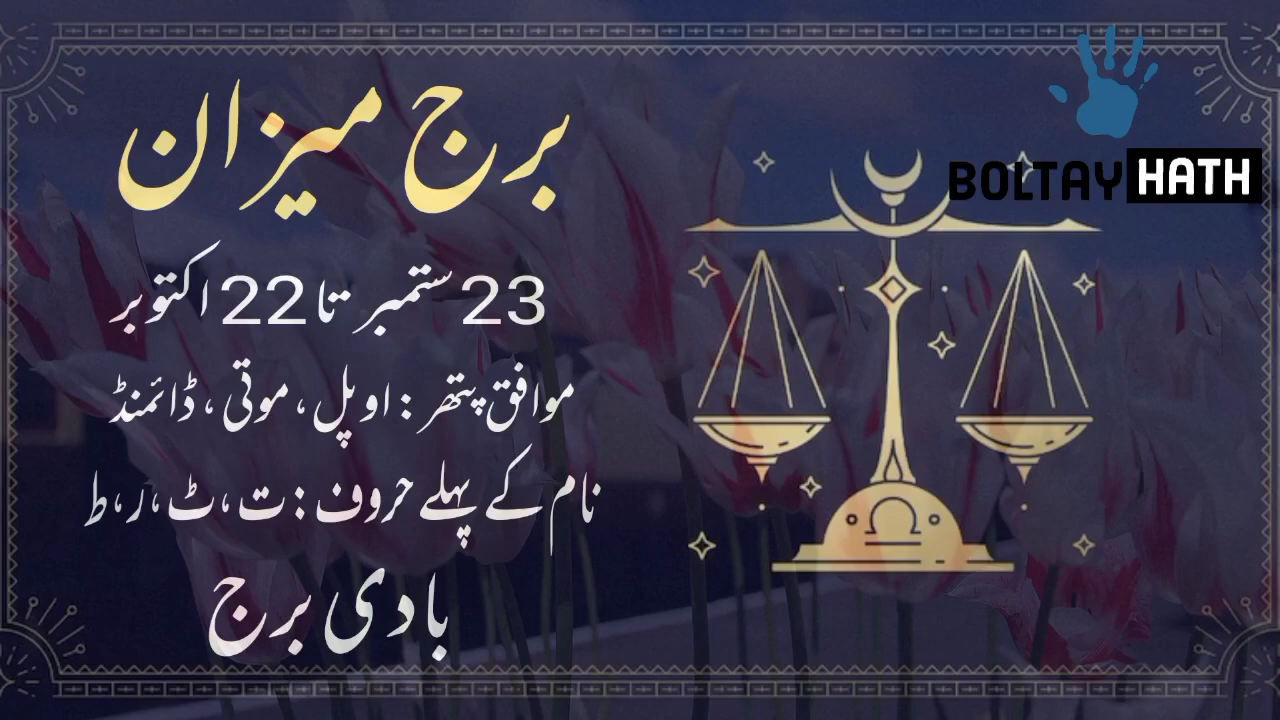 برج میزان
23 ستمبر تا 22 اکتوبر
موافق پتھر : اوپل ، موتی ، ڈائمنڈ
نام کے پہلے حروف : ت ، ٹ ، ر ، ط
بادی برج
BOLTAY HATH